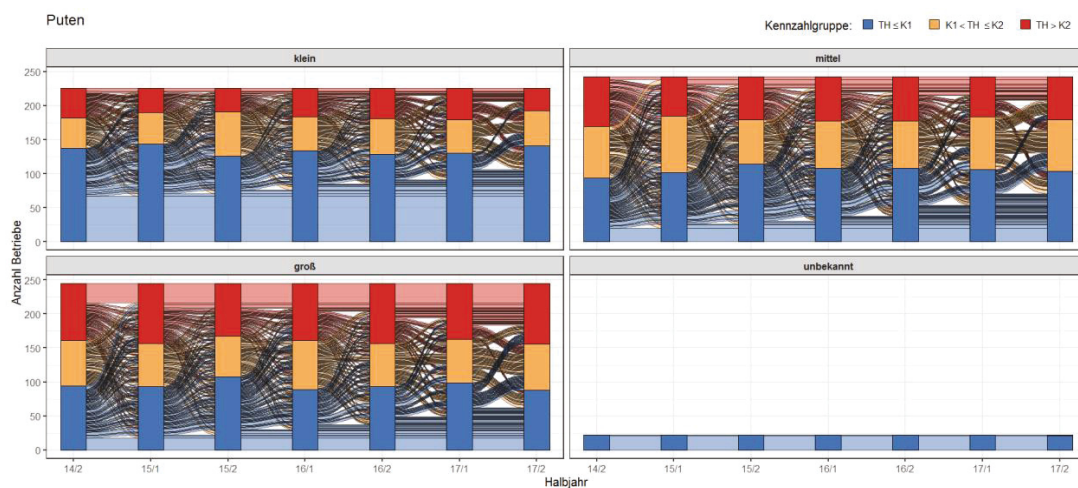 Puten
Kennzahlgruppe: TH ≤ K1 K1 < TH ≤ K2 TH > K2
klein
mittel
250
200
150
100
50
0
groß
unbekannt
250
200
150
100
50
0
Anzahl Betriebe
14/2 15/1 15/2 16/1 16/2 17/1 17/2
14/2 15/1 15/2 16/1 16/2 17/1 17/2
Halbjahr